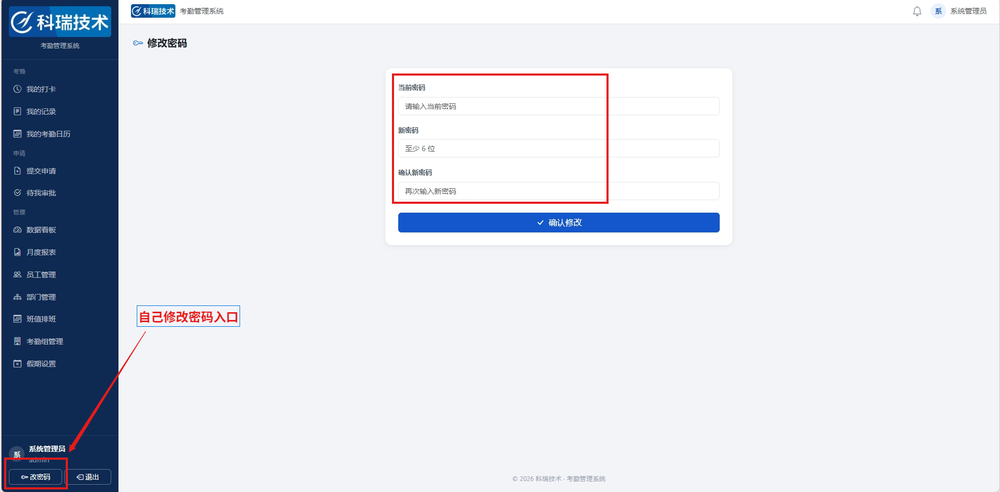 科瑞技术
考勤管理系统
考勤
我的打卡
我的记录
我的考勤日历
申请
提交申请
待我审批
管理
数据看板
月度报表
员工管理
部门管理
班值排班
考勤组管理
假期设置
系 系统管理员
admin
改密码 退出
科瑞技术 考勤管理系统
系 系统管理员
修改密码
当前密码
请输入当前密码
新密码
至少 6 位
确认新密码
再次输入新密码
确认修改
自己修改密码入口
© 2026 科瑞技术 · 考勤管理系统